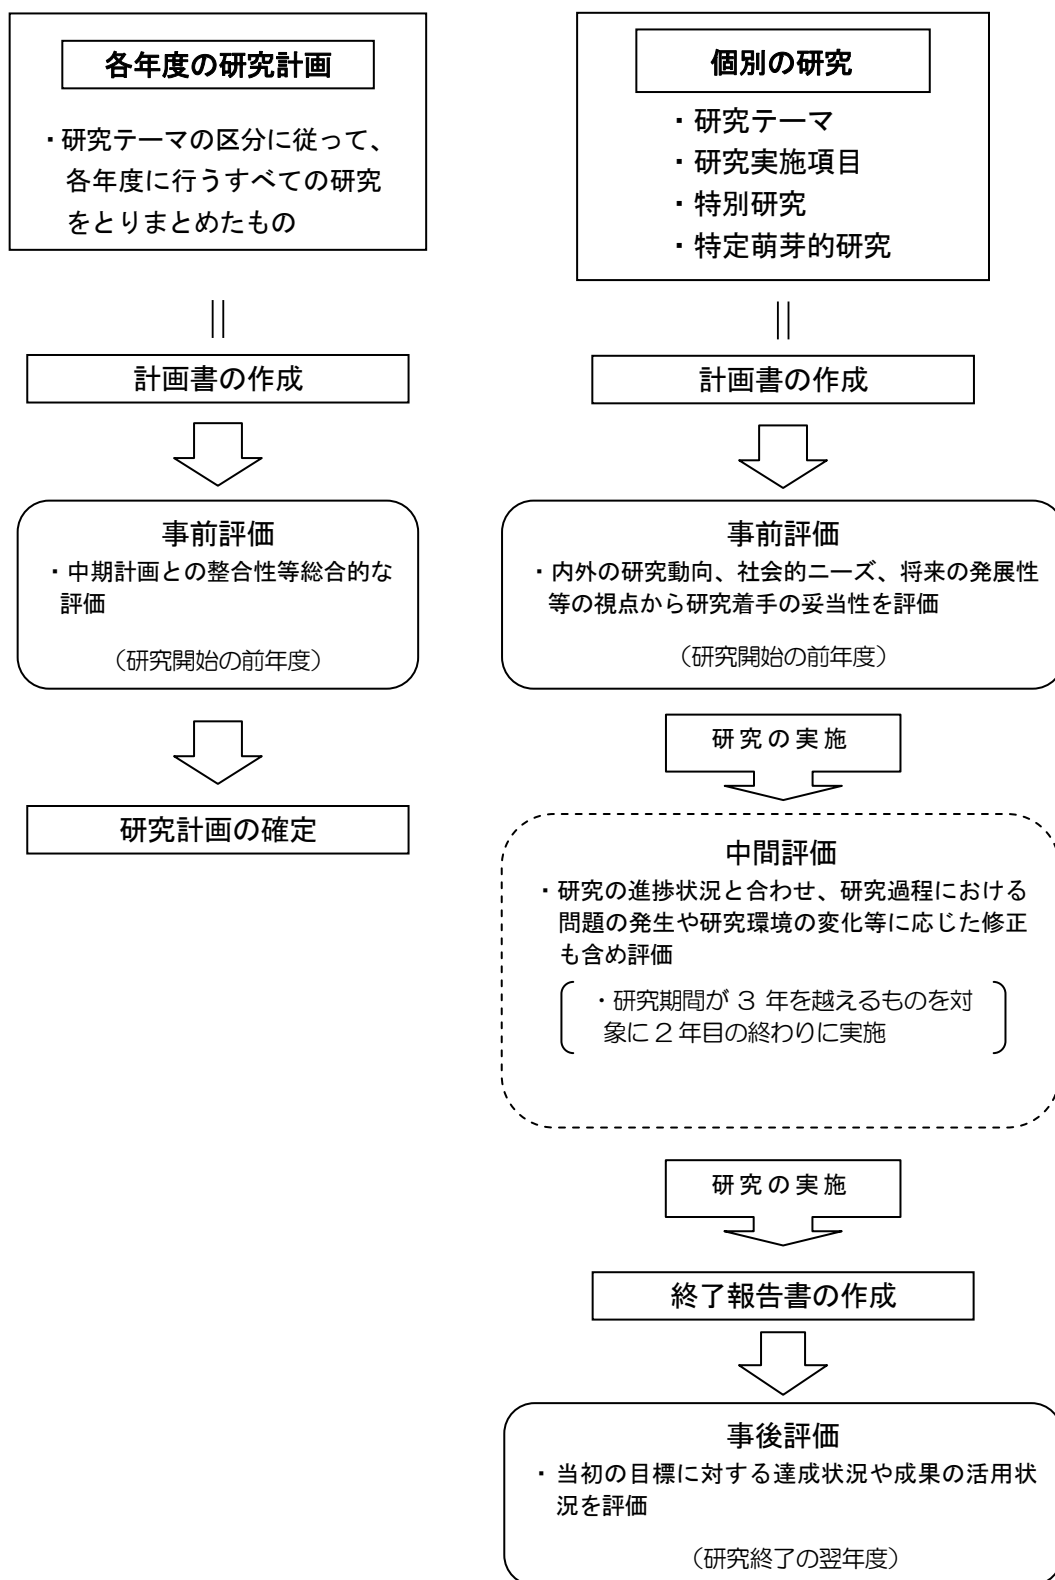 各年度の研究計画
・研究テーマの区分に従って、
各年度に行うすべての研究
をとりまとめたもの
計画書の作成
事前評価
・中期計画との整合性等総合的な
評価
（研究開始の前年度）
研究計画の確定
個別の研究
・研究テーマ
・研究実施項目
・特別研究
・特定萌芽的研究
計画書の作成
事前評価
・内外の研究動向、社会的ニーズ、将来の発展性
等の視点から研究着手の妥当性を評価
（研究開始の前年度）
研究の実施
中間評価
・研究の進捗状況と合わせ、研究過程における
問題の発生や研究環境の変化等に応じた修正
も含め評価
・研究期間が 3 年を越えるものを対
象に 2 年目の終わりに実施
研究の実施
終了報告書の作成
事後評価
・当初の目標に対する達成状況や成果の活用状
況を評価
（研究終了の翌年度）